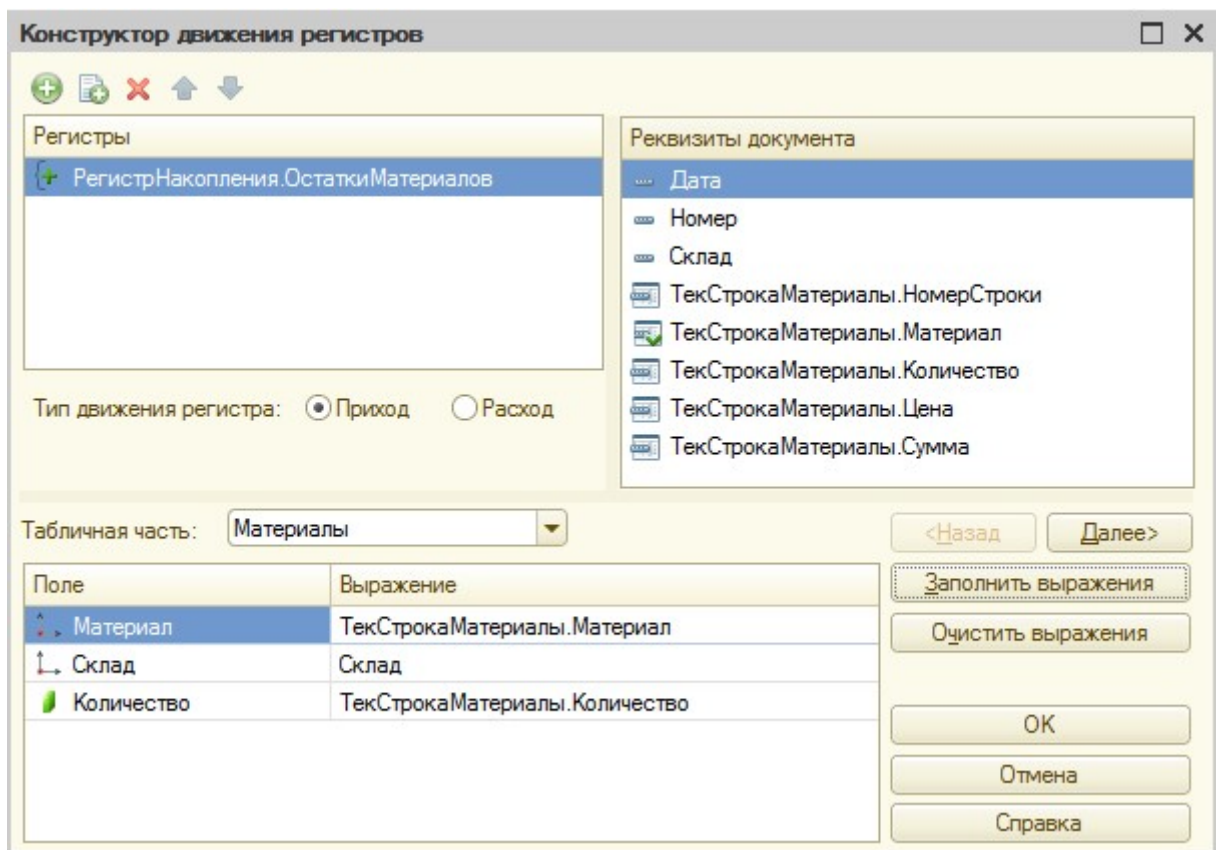 Конструктор движения регистров
Регистры
РегистрНакопления.ОстаткиМатериалов
Тип движения регистра: Приход Расход
Реквизиты документа
Дата
Номер
Склад
ТекСтрокаМатериалы.НомерСтроки
ТекСтрокаМатериалы.Материал
ТекСтрокаМатериалы.Количество
ТекСтрокаМатериалы.Цена
ТекСтрокаМатериалы.Сумма
Табличная часть: Материалы
<Назад Далее>
Поле Выражение
Материал ТекСтрокаМатериалы.Материал
Склад Склад
Количество ТекСтрокаМатериалы.Количество
Заполнить выражения
Очистить выражения
OK
Отмена
Справка